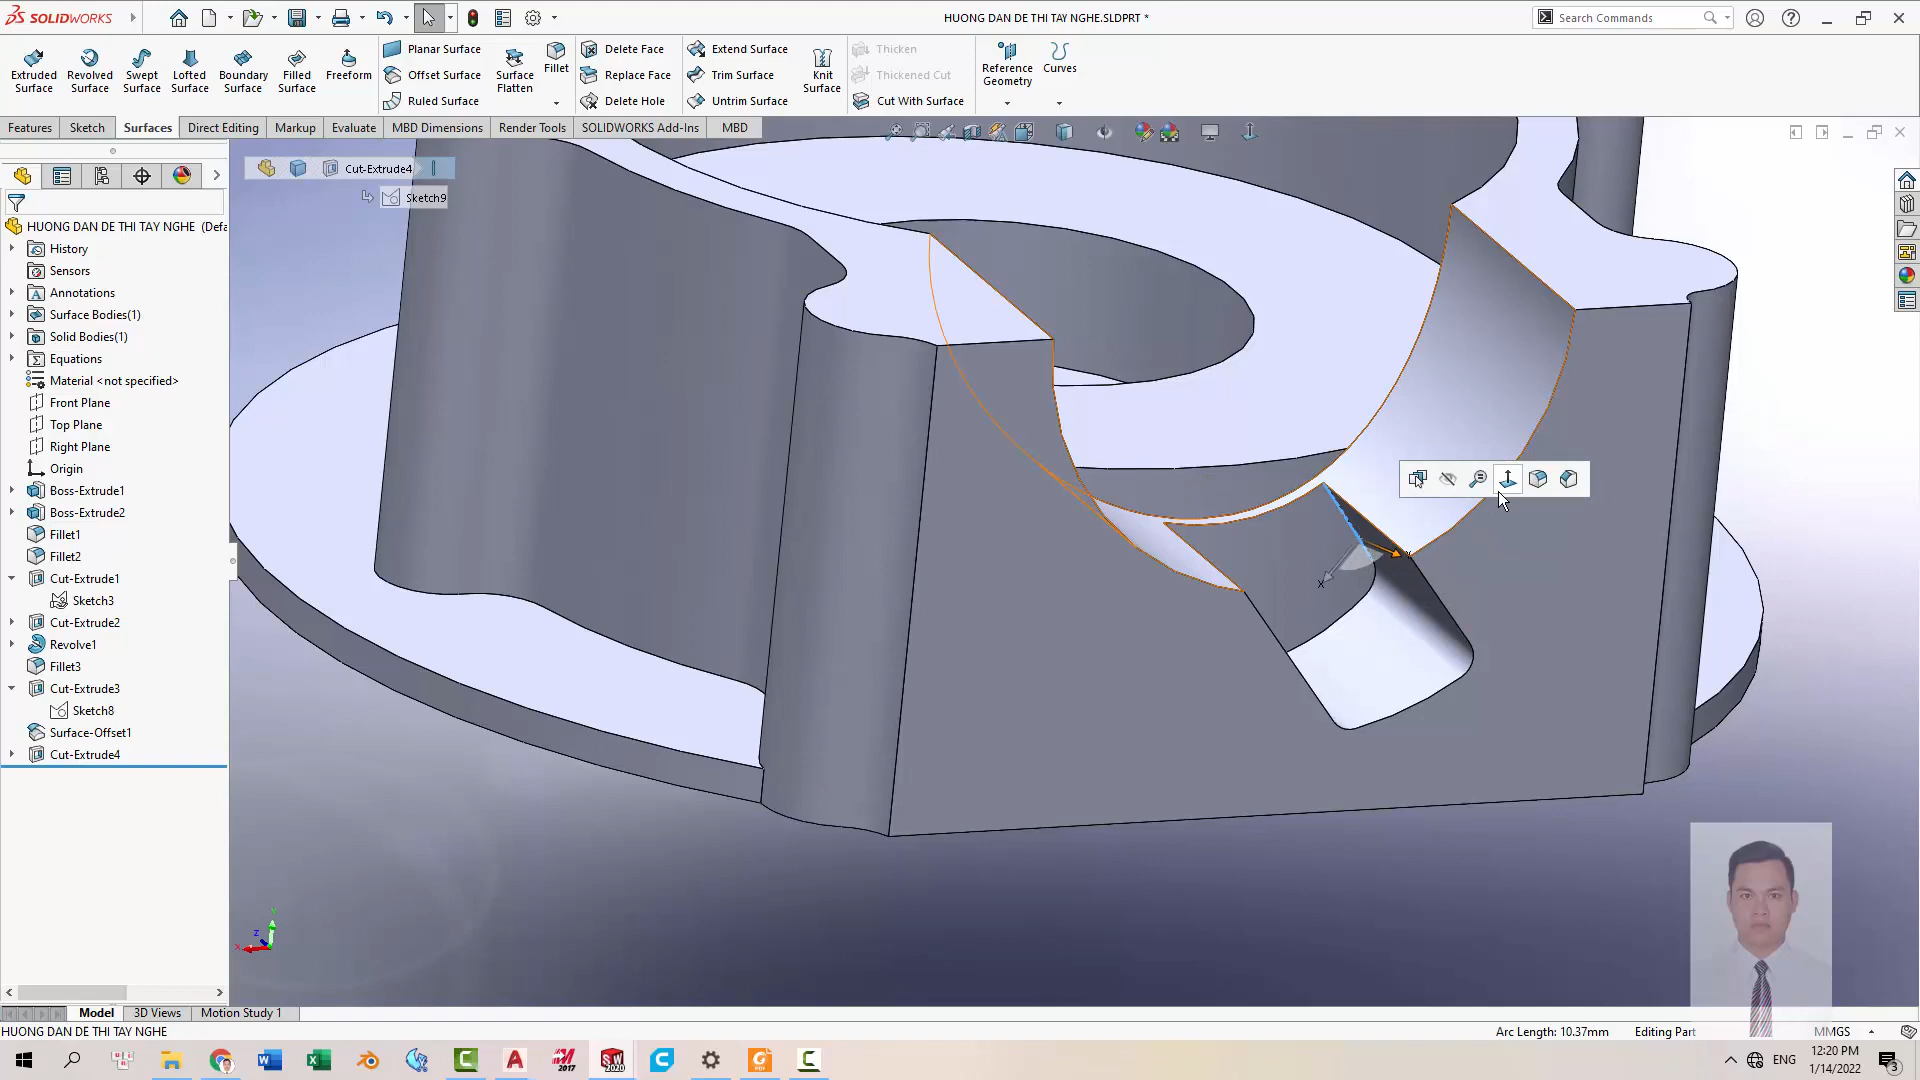 SOLIDWORKS
HUONG DAN DE THI TAY NGHE.SLDPRT *
Search Commands
Extruded Surface
Revolved Surface
Swept Surface
Lofted Surface
Boundary Surface
Filled Surface
Freeform
Planar Surface
Offset Surface
Ruled Surface
Surface Flatten
Fillet
Delete Face
Replace Face
Delete Hole
Extend Surface
Trim Surface
Untrim Surface
Knit Surface
Thicken
Thickened Cut
Cut With Surface
Reference Geometry
Curves
Features
Sketch
Surfaces
Direct Editing
Markup
Evaluate
MBD Dimensions
Render Tools
SOLIDWORKS Add-Ins
MBD
Cut-Extrude4
Sketch9
HUONG DAN DE THI TAY NGHE (Defa
History
Sensors
Annotations
Surface Bodies(1)
Solid Bodies(1)
Equations
Material <not specified>
Front Plane
Top Plane
Right Plane
Origin
Boss-Extrude1
Boss-Extrude2
Fillet1
Fillet2
Cut-Extrude1
Sketch3
Cut-Extrude2
Revolve1
Fillet3
Cut-Extrude3
Sketch8
Surface-Offset1
Cut-Extrude4
Model
3D Views
Motion Study 1
HUONG DAN DE THI TAY NGHE
Arc Length: 10.37mm
Editing Part
MMGS
ENG
12:20 PM
1/14/2022